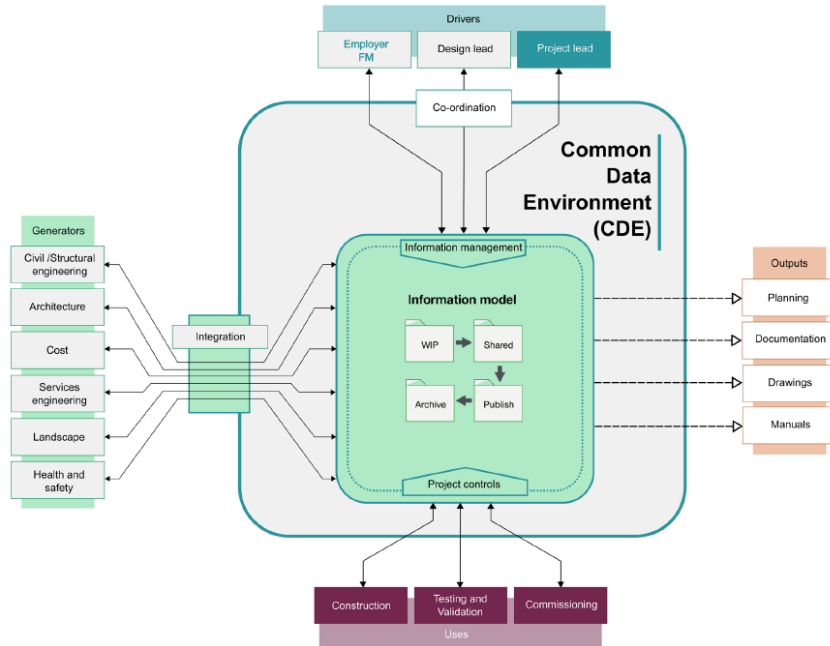 Drivers
Employer
FM
Design lead
Project lead
Co-ordination
Common
Data
Environment
(CDE)
Generators
Civil /Structural
engineering
Architecture
Cost
Services
engineering
Landscape
Health and
safety
Integration
Information management
Information model
WIP
Shared
Archive
Publish
Project controls
Outputs
Planning
Documentation
Drawings
Manuals
Construction
Testing and
Validation
Commissioning
Uses